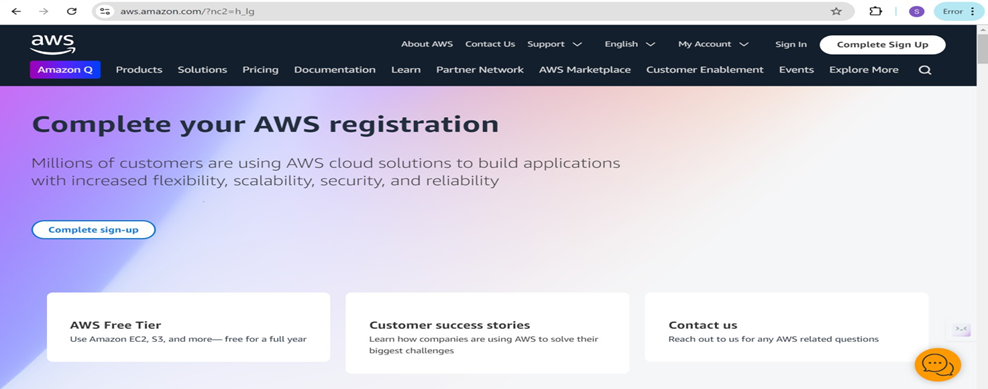 aws.amazon.com/?nc2=h_lg
S
Error
aws
About AWS Contact Us Support English My Account Sign In Complete Sign Up
Amazon Q Products Solutions Pricing Documentation Learn Partner Network AWS Marketplace Customer Enablement Events Explore More
Complete your AWS registration
Millions of customers are using AWS cloud solutions to build applications
with increased flexibility, scalability, security, and reliability
Complete sign-up
AWS Free Tier
Use Amazon EC2, S3, and more— free for a full year
Customer success stories
Learn how companies are using AWS to solve their
biggest challenges
Contact us
Reach out to us for any AWS related questions